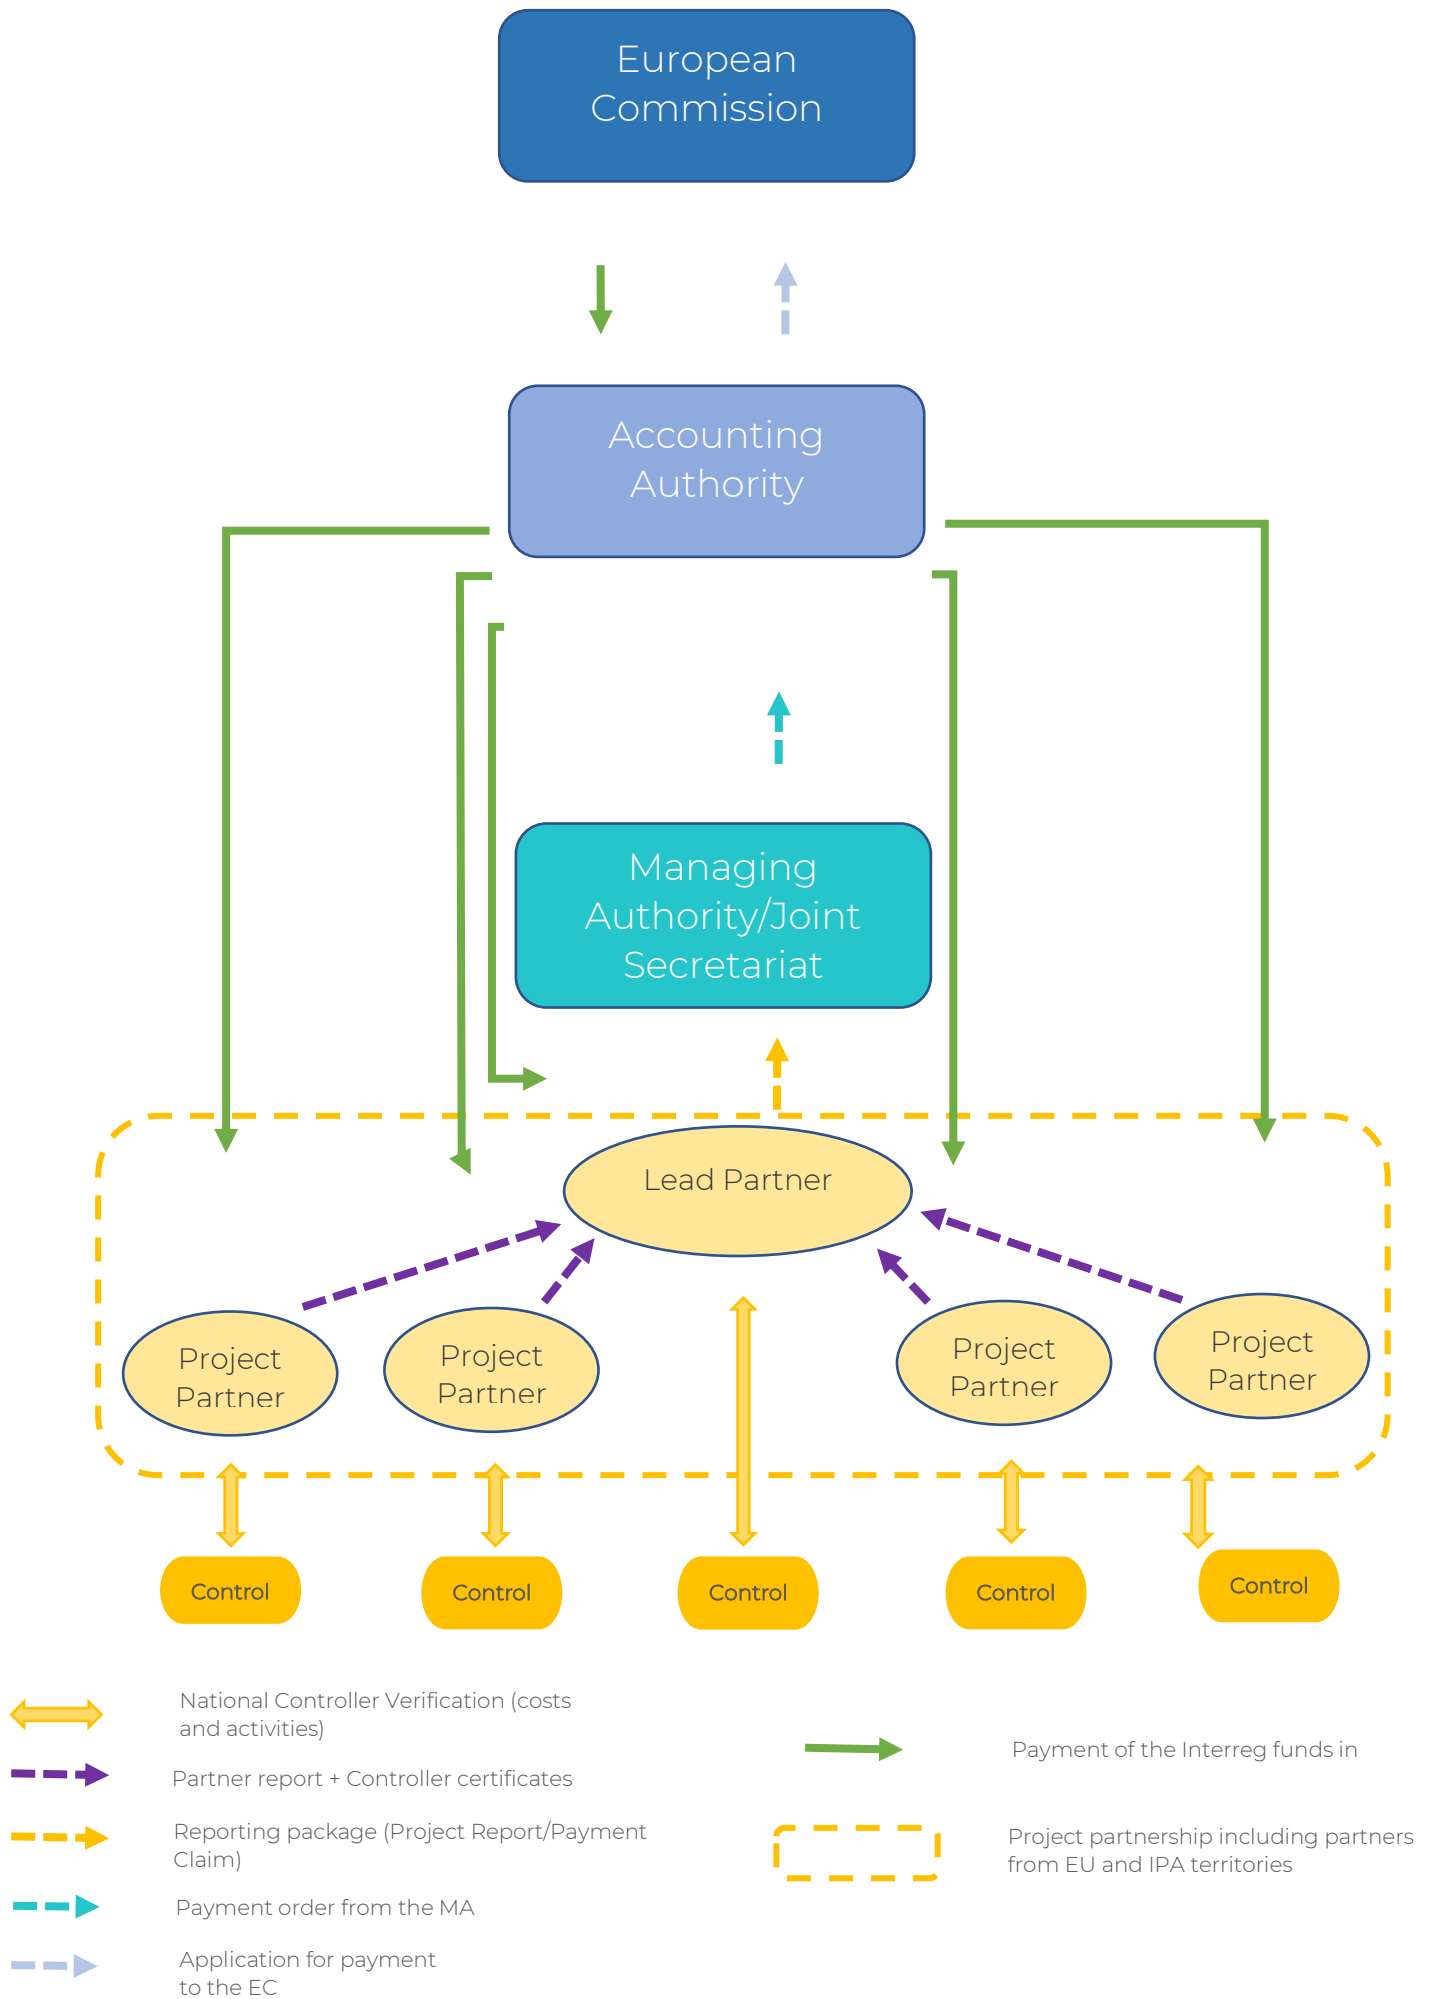 European
Commission
Accounting
Authority
Managing
Authority/Joint
Secretariat
Lead Partner
Project
Partner
Project
Partner
Project
Partner
Project
Partner
Control
Control
Control
Control
Control
National Controller Verification (costs
and activities)
Partner report + Controller certificates
Reporting package (Project Report/Payment
Claim)
Payment order from the MA
Application for payment
to the EC
Payment of the Interreg funds in
Project partnership including partners
from EU and IPA territories